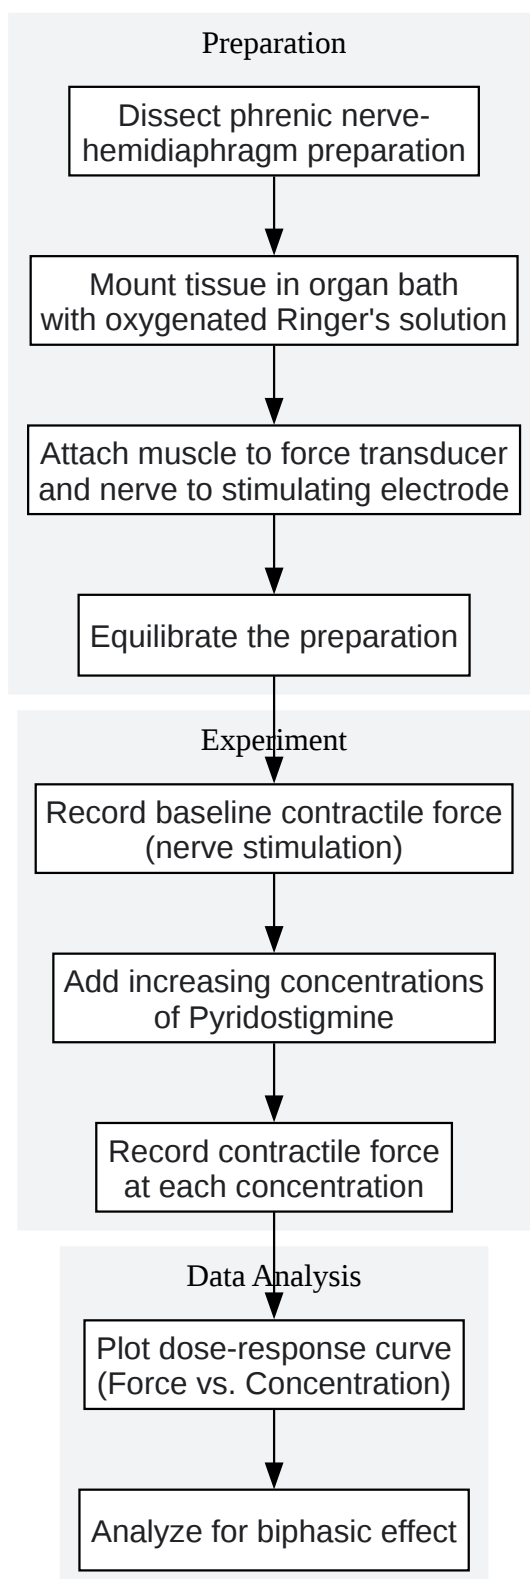 Preparation
Dissect phrenic nerve-
hemidiaphragm preparation
Mount tissue in organ bath
with oxygenated Ringer's solution
Attach muscle to force transducer
and nerve to stimulating electrode
Equilibrate the preparation
Experiment
Record baseline contractile force
(nerve stimulation)
Add increasing concentrations
of Pyridostigmine
Record contractile force
at each concentration
Data Analysis
Plot dose-response curve
(Force vs. Concentration)
Analyze for biphasic effect